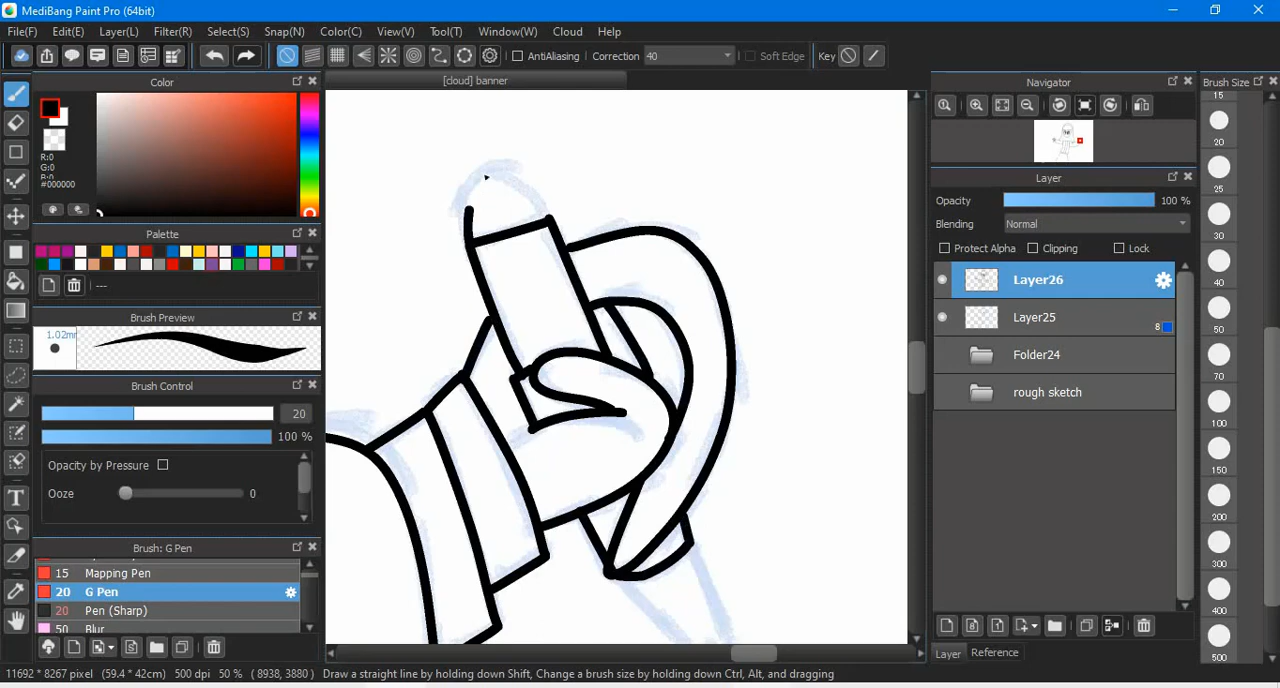 MediBang Paint Pro (64bit)
File(F) Edit(E) Layer(L) Filter(R) Select(S) Snap(N) Color(C) View(V) Tool(T) Window(W) Cloud Help
AntiAliasing Correction 40 Soft Edge Key
Color
R:0
G:0
B:0
#000000
Palette
---
Brush Preview
1.02mm
Brush Control
20
100 %
Opacity by Pressure
Ooze 0
Brush: G Pen
15 Mapping Pen
20 G Pen
20 Pen (Sharp)
50 Blur
[cloud] banner
Navigator
Layer
Opacity 100 %
Blending Normal
Protect Alpha Clipping Lock
Layer26
Layer25
8
Folder24
rough sketch
Layer Reference
Brush Size
15
20
25
30
40
50
70
100
150
200
300
400
500
11692 * 8267 pixel (59.4 * 42cm) 500 dpi 50 % ( 8938, 3880 ) Draw a straight line by holding down Shift, Change a brush size by holding down Ctrl, Alt, and dragging